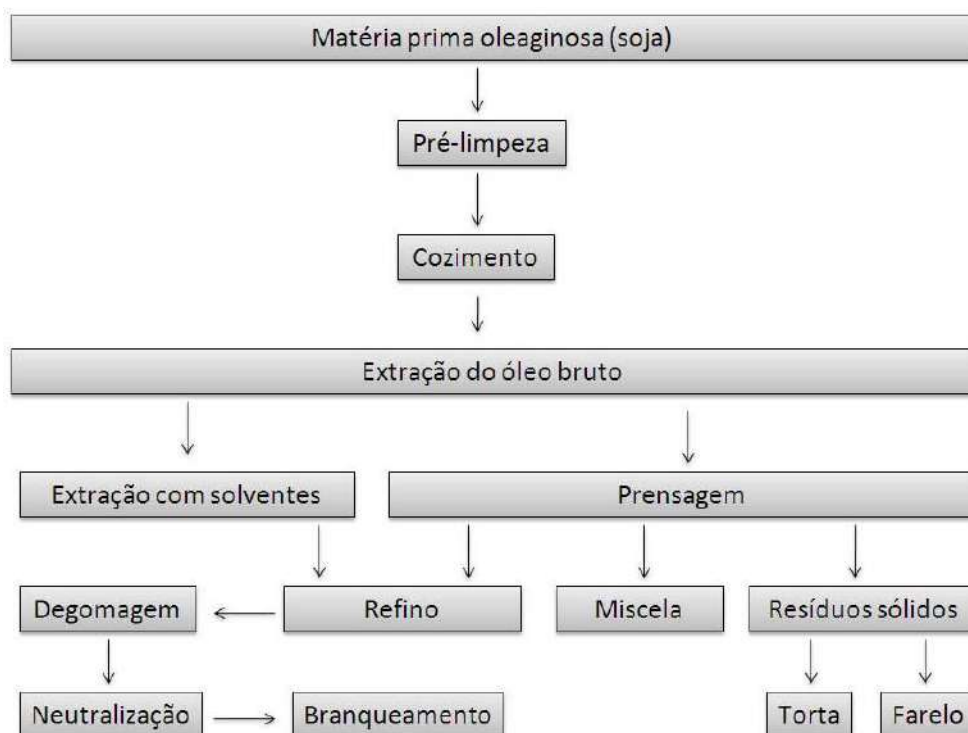 Matéria prima oleaginosa (soja)
Pré-limpeza
Cozimento
Extração do óleo bruto
Extração com solventes
Prensagem
Degomagem
Refino
Miscela
Resíduos sólidos
Neutralização
Branqueamento
Torta
Farelo